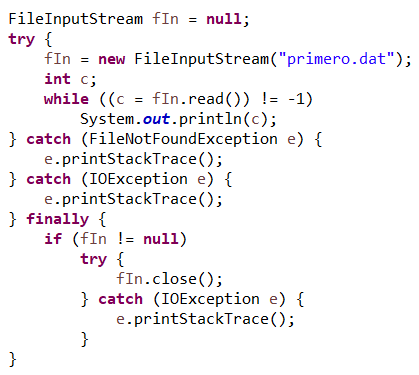 FileInputStream fIn = null;
try {
    fIn = new FileInputStream("primero.dat");
    int c;
    while ((c = fIn.read()) != -1)
        System.out.println(c);
} catch (FileNotFoundException e) {
    e.printStackTrace();
} catch (IOException e) {
    e.printStackTrace();
} finally {
    if (fIn != null)
        try {
            fIn.close();
        } catch (IOException e) {
            e.printStackTrace();
        }
}